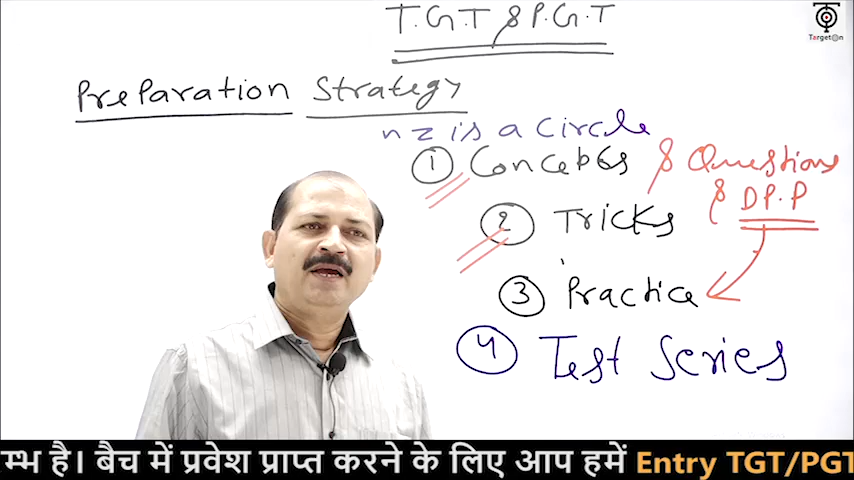 T.G.T & P.G.T
TargetOn
Preparation Strategy
n z is a circle
① Concepts & Questions
& D P.P
② Tricks
③ Practice
④ Test Series
म्भ है। बैच में प्रवेश प्राप्त करने के लिए आप हमें Entry TGT/PGT